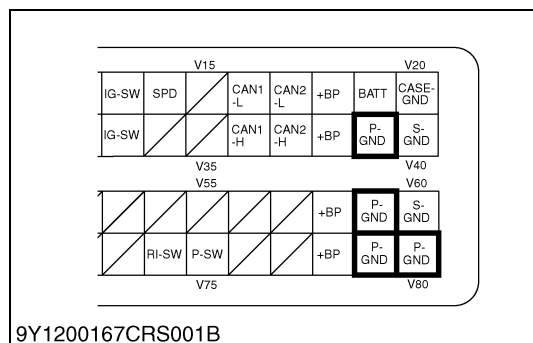 V15 V20
IG-SW SPD CAN1-L CAN2-L +BP BATT CASE-GND
IG-SW CAN1-H CAN2-H +BP P-GND S-GND
V35 V40
V55 V60
+BP P-GND S-GND
RI-SW P-SW +BP P-GND P-GND
V75 V80
9Y1200167CRS001B